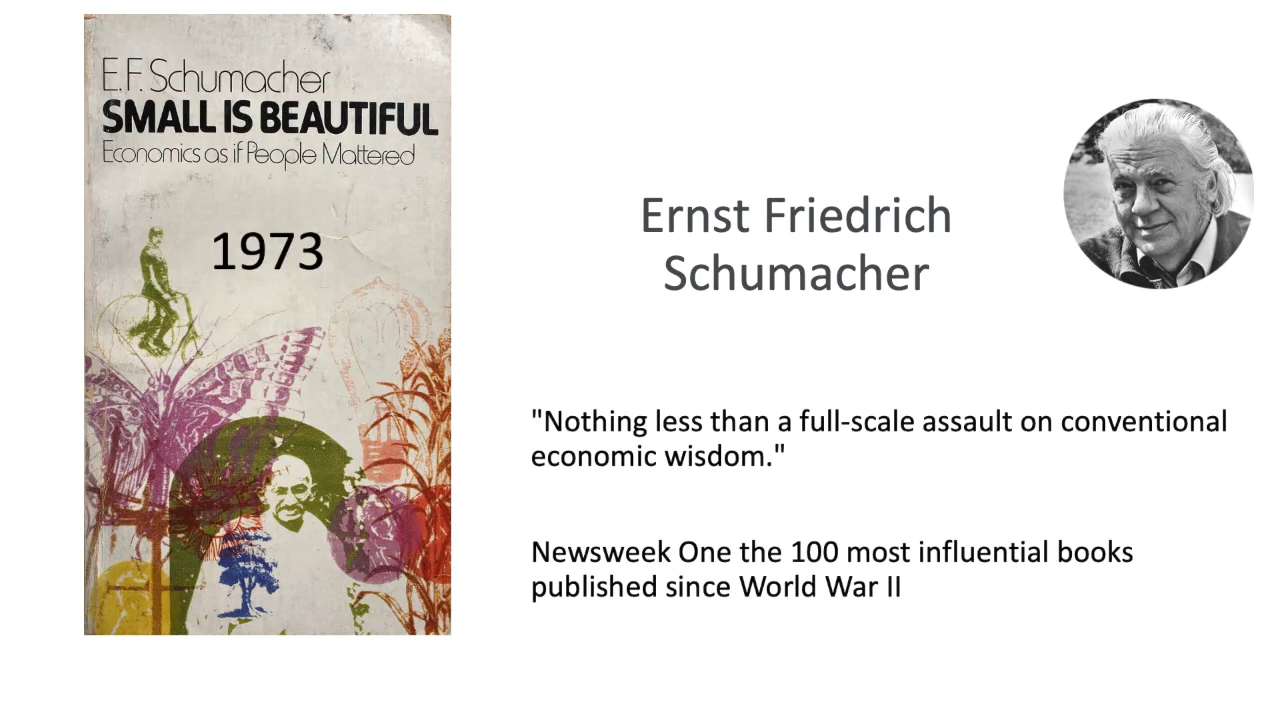 E.F. Schumacher
SMALL IS BEAUTIFUL
Economics as if People Mattered
1973
Ernst Friedrich
Schumacher
"Nothing less than a full-scale assault on conventional
economic wisdom."
Newsweek One the 100 most influential books
published since World War II